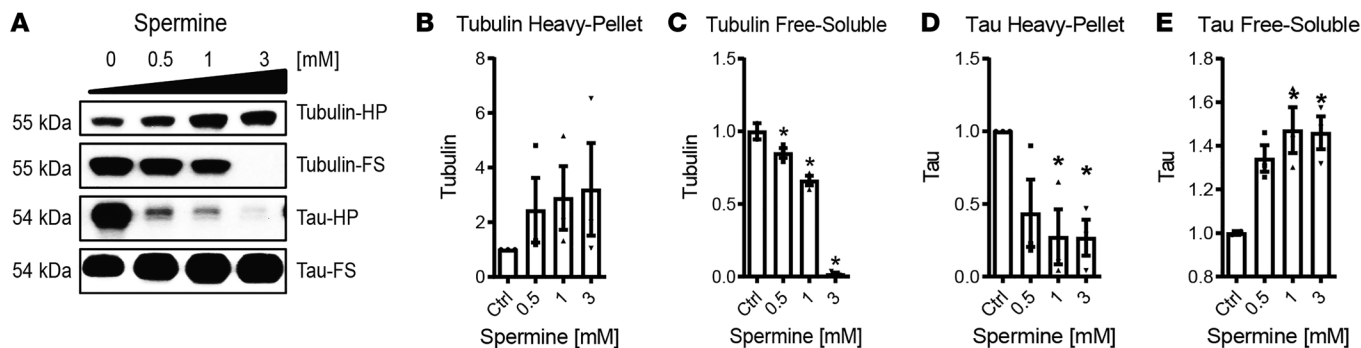 A
Spermine
0 0.5 1 3 [mM]
55 kDa Tubulin-HP
55 kDa Tubulin-FS
54 kDa Tau-HP
54 kDa Tau-FS
B Tubulin Heavy-Pellet
Tubulin
8
6
4
2
0
Ctrl 0.5 1 3
Spermine [mM]
C Tubulin Free-Soluble
Tubulin
1.5
1.0
0.5
0.0
* * *
Ctrl 0.5 1 3
Spermine [mM]
D Tau Heavy-Pellet
Tau
1.5
1.0
0.5
0.0
* *
Ctrl 0.5 1 3
Spermine [mM]
E Tau Free-Soluble
Tau
1.8
1.6
1.4
1.2
1.0
0.8
* *
Ctrl 0.5 1 3
Spermine [mM]